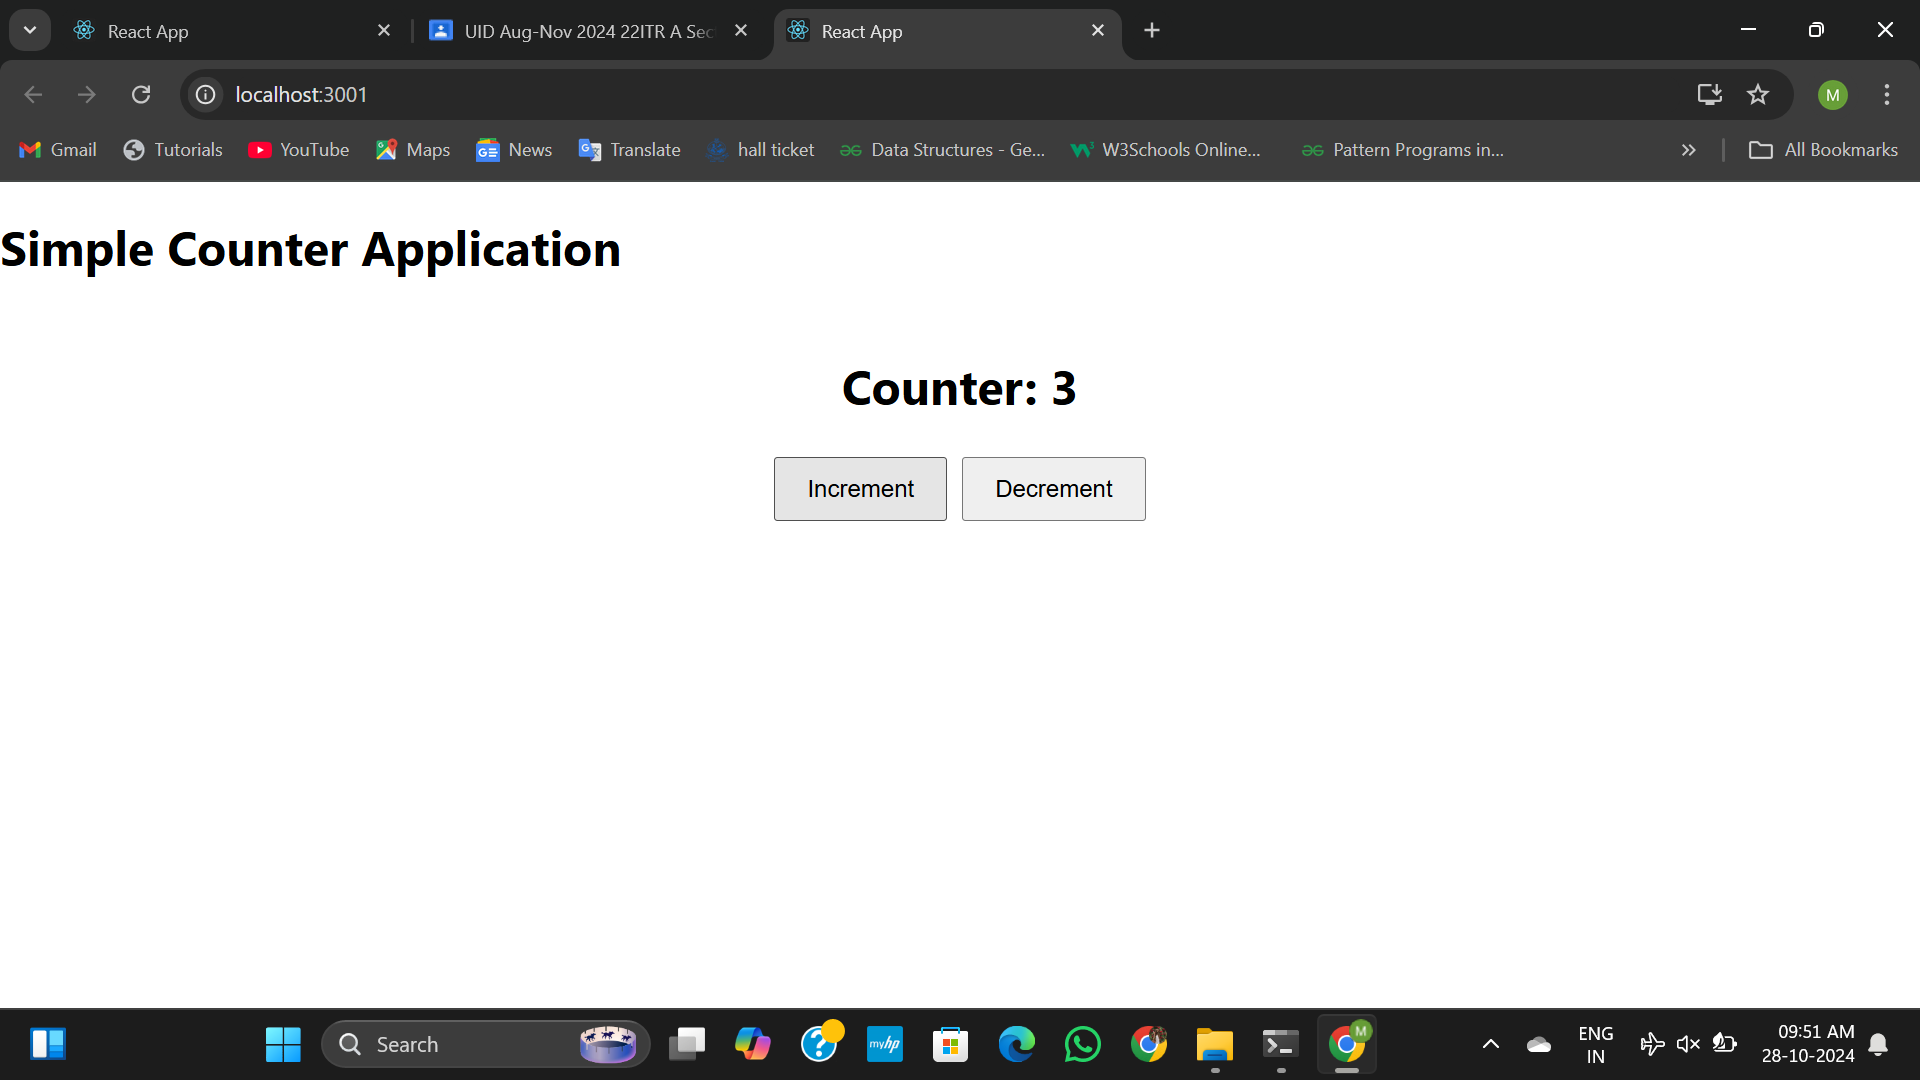 React App
UID Aug-Nov 2024 22ITR A Sec
React App
localhost:3001
M
Gmail
Tutorials
YouTube
Maps
News
Translate
hall ticket
Data Structures - Ge...
W3Schools Online...
Pattern Programs in...
All Bookmarks
Simple Counter Application
Counter: 3
Increment
Decrement
Search
myhp
M
ENG
IN
09:51 AM
28-10-2024